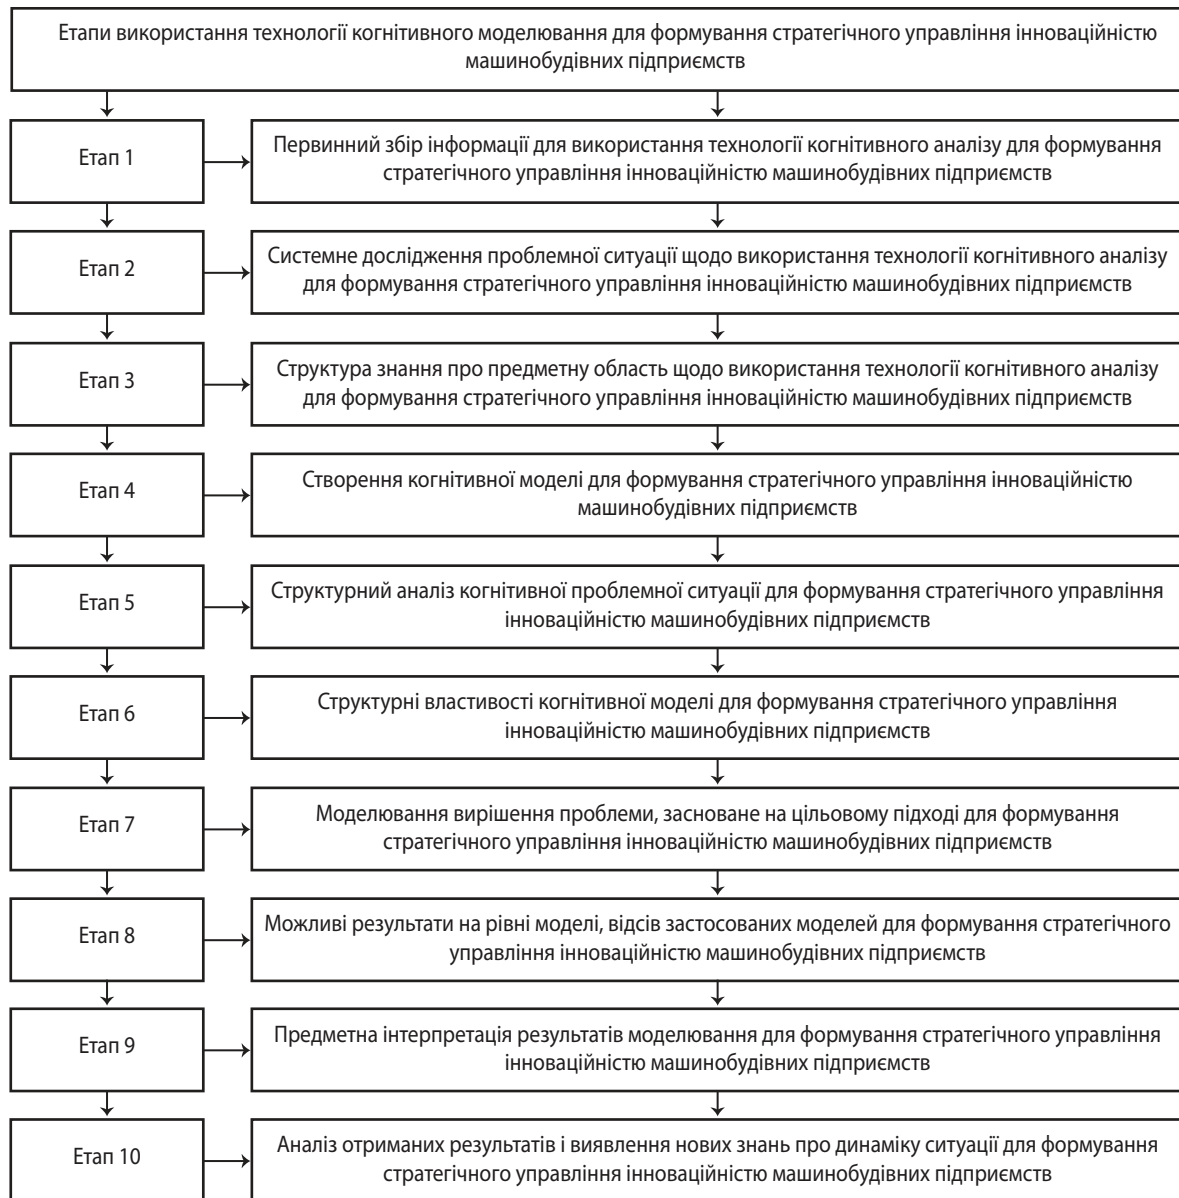 Етапи використання технології когнітивного моделювання для формування стратегічного управління інноваційністю
машинобудівних підприємств
Етап 1
Первинний збір інформації для використання технології когнітивного аналізу для формування
стратегічного управління інноваційністю машинобудівних підприємств
Етап 2
Системне дослідження проблемної ситуації щодо використання технології когнітивного аналізу
для формування стратегічного управління інноваційністю машинобудівних підприємств
Етап 3
Структура знання про предметну область щодо використання технології когнітивного аналізу
для формування стратегічного управління інноваційністю машинобудівних підприємств
Етап 4
Створення когнітивної моделі для формування стратегічного управління інноваційністю
машинобудівних підприємств
Етап 5
Структурний аналіз когнітивної проблемної ситуації для формування стратегічного управління
інноваційністю машинобудівних підприємств
Етап 6
Структурні властивості когнітивної моделі для формування стратегічного управління
інноваційністю машинобудівних підприємств
Етап 7
Моделювання вирішення проблеми, засноване на цільовому підході для формування
стратегічного управління інноваційністю машинобудівних підприємств
Етап 8
Можливі результати на рівні моделі, відсів застосованих моделей для формування стратегічного
управління інноваційністю машинобудівних підприємств
Етап 9
Предметна інтерпретація результатів моделювання для формування стратегічного управління
інноваційністю машинобудівних підприємств
Етап 10
Аналіз отриманих результатів і виявлення нових знань про динаміку ситуації для формування
стратегічного управління інноваційністю машинобудівних підприємств